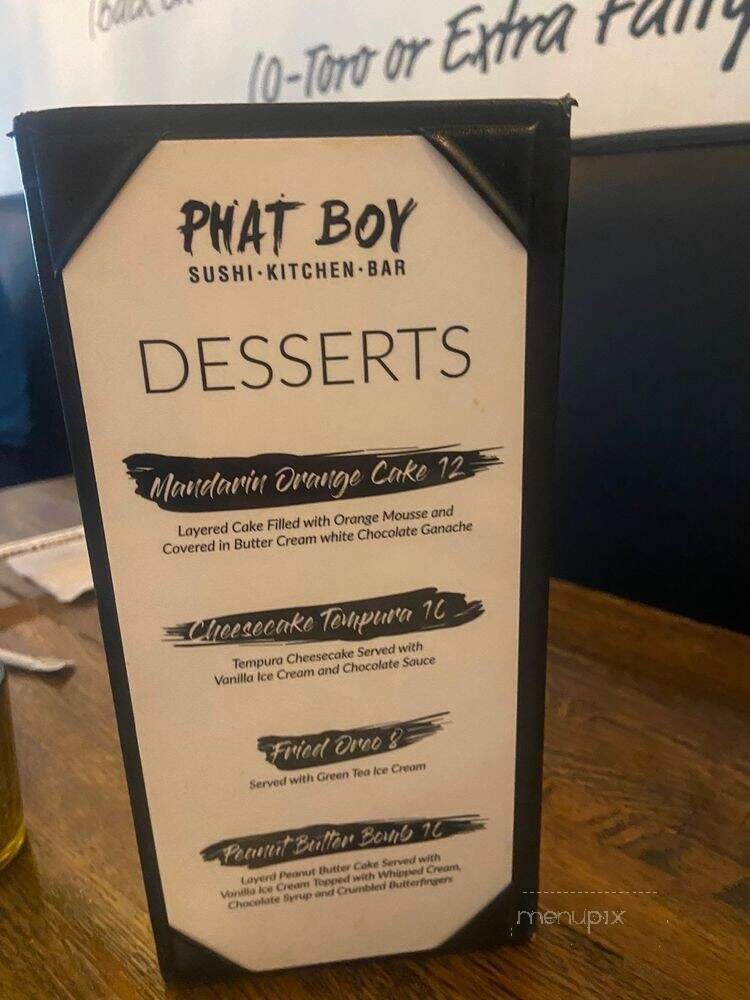 (O-Toro or Extra Fatty
PHAT BOY
SUSHI·KITCHEN·BAR
DESSERTS
Mandarin Orange Cake 12
Layered Cake Filled with Orange Mousse and
Covered in Butter Cream white Chocolate Ganache
Cheesecake Tempura 10
Tempura Cheesecake Served with
Vanilla Ice Cream and Chocolate Sauce
Fried Oreo 8
Served with Green Tea Ice Cream
Peanut Butter Bomb 10
Layerd Peanut Butter Cake Served with
Vanilla Ice Cream Topped with Whipped Cream,
Chocolate Syrup and Crumbled Butterfingers
menupix